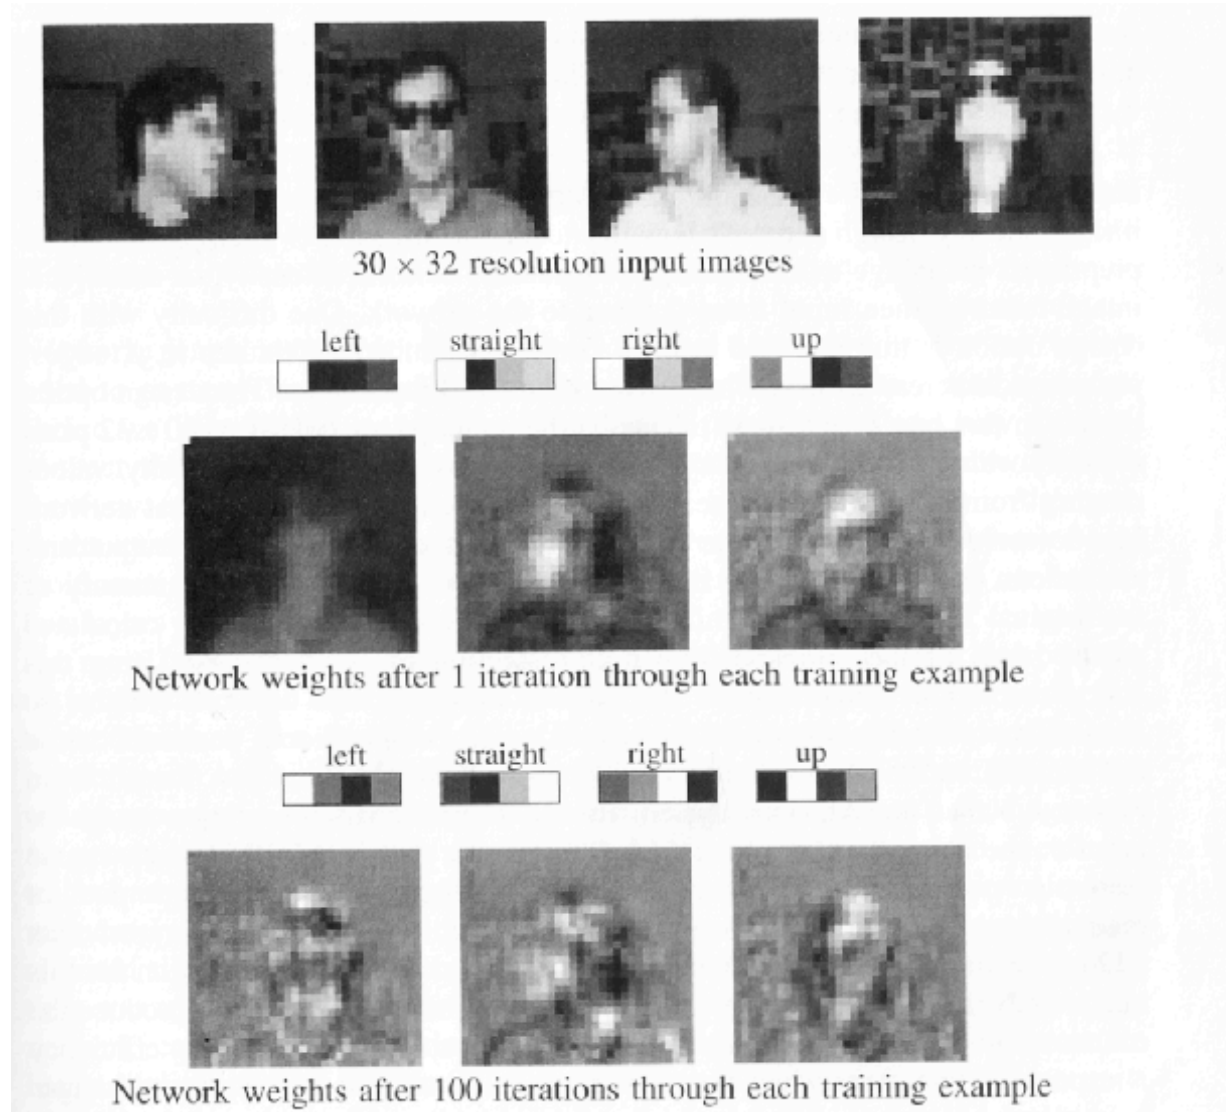 30 × 32 resolution input images
left straight right up
Network weights after 1 iteration through each training example
left straight right up
Network weights after 100 iterations through each training example